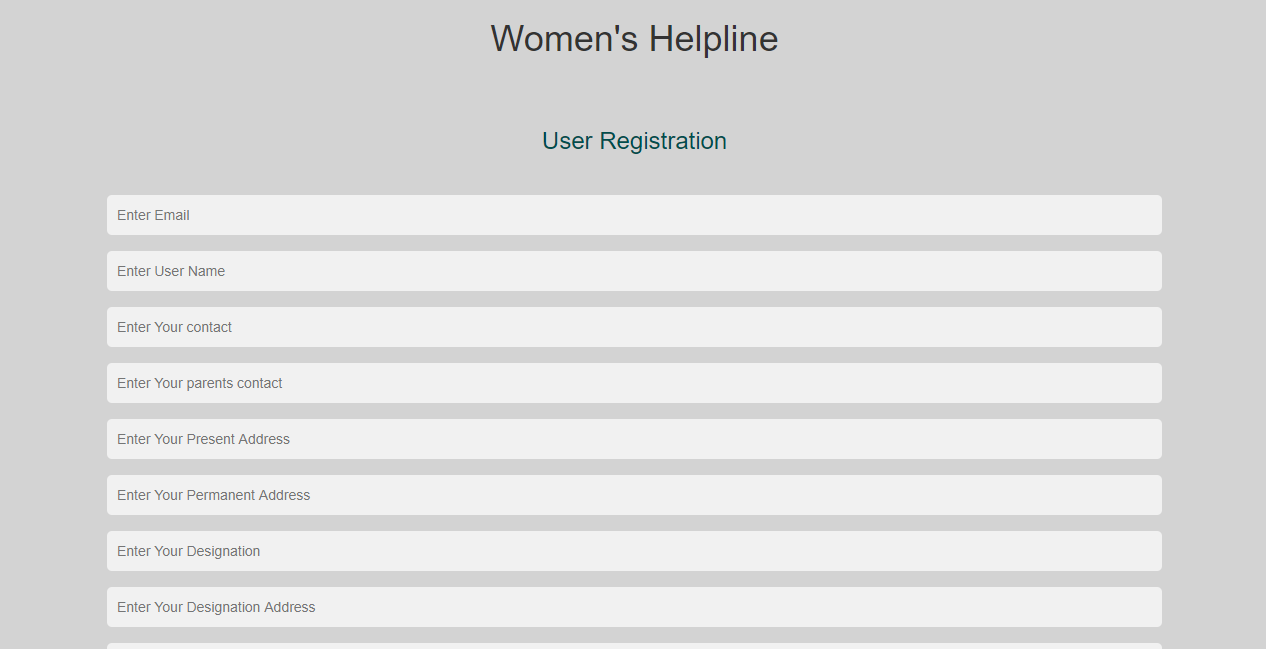 Women's Helpline
User Registration
Enter Email
Enter User Name
Enter Your contact
Enter Your parents contact
Enter Your Present Address
Enter Your Permanent Address
Enter Your Designation
Enter Your Designation Address